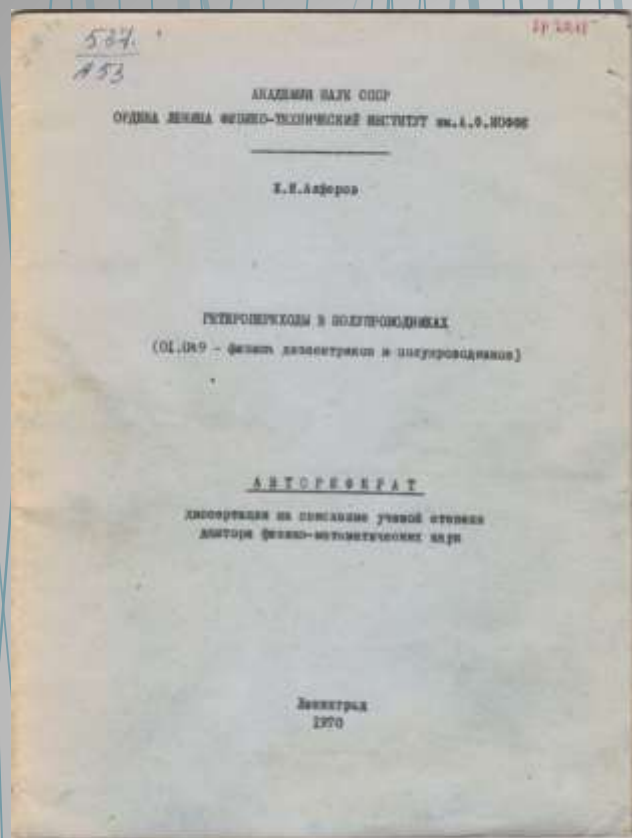 537.
А 53
АКАДЕМИЯ НАУК СССР
ОРДЕНА ЛЕНИНА ФИЗИКО-ТЕХНИЧЕСКИЙ ИНСТИТУТ им.А.Ф.ИОФФЕ
Ж.И.Алферов
ГЕТЕРОПЕРЕХОДЫ В ПОЛУПРОВОДНИКАХ
(01.049 - физика диэлектриков и полупроводников)
АВТОРЕФЕРАТ
диссертации на соискание ученой степени
доктора физико-математических наук
Ленинград
1970